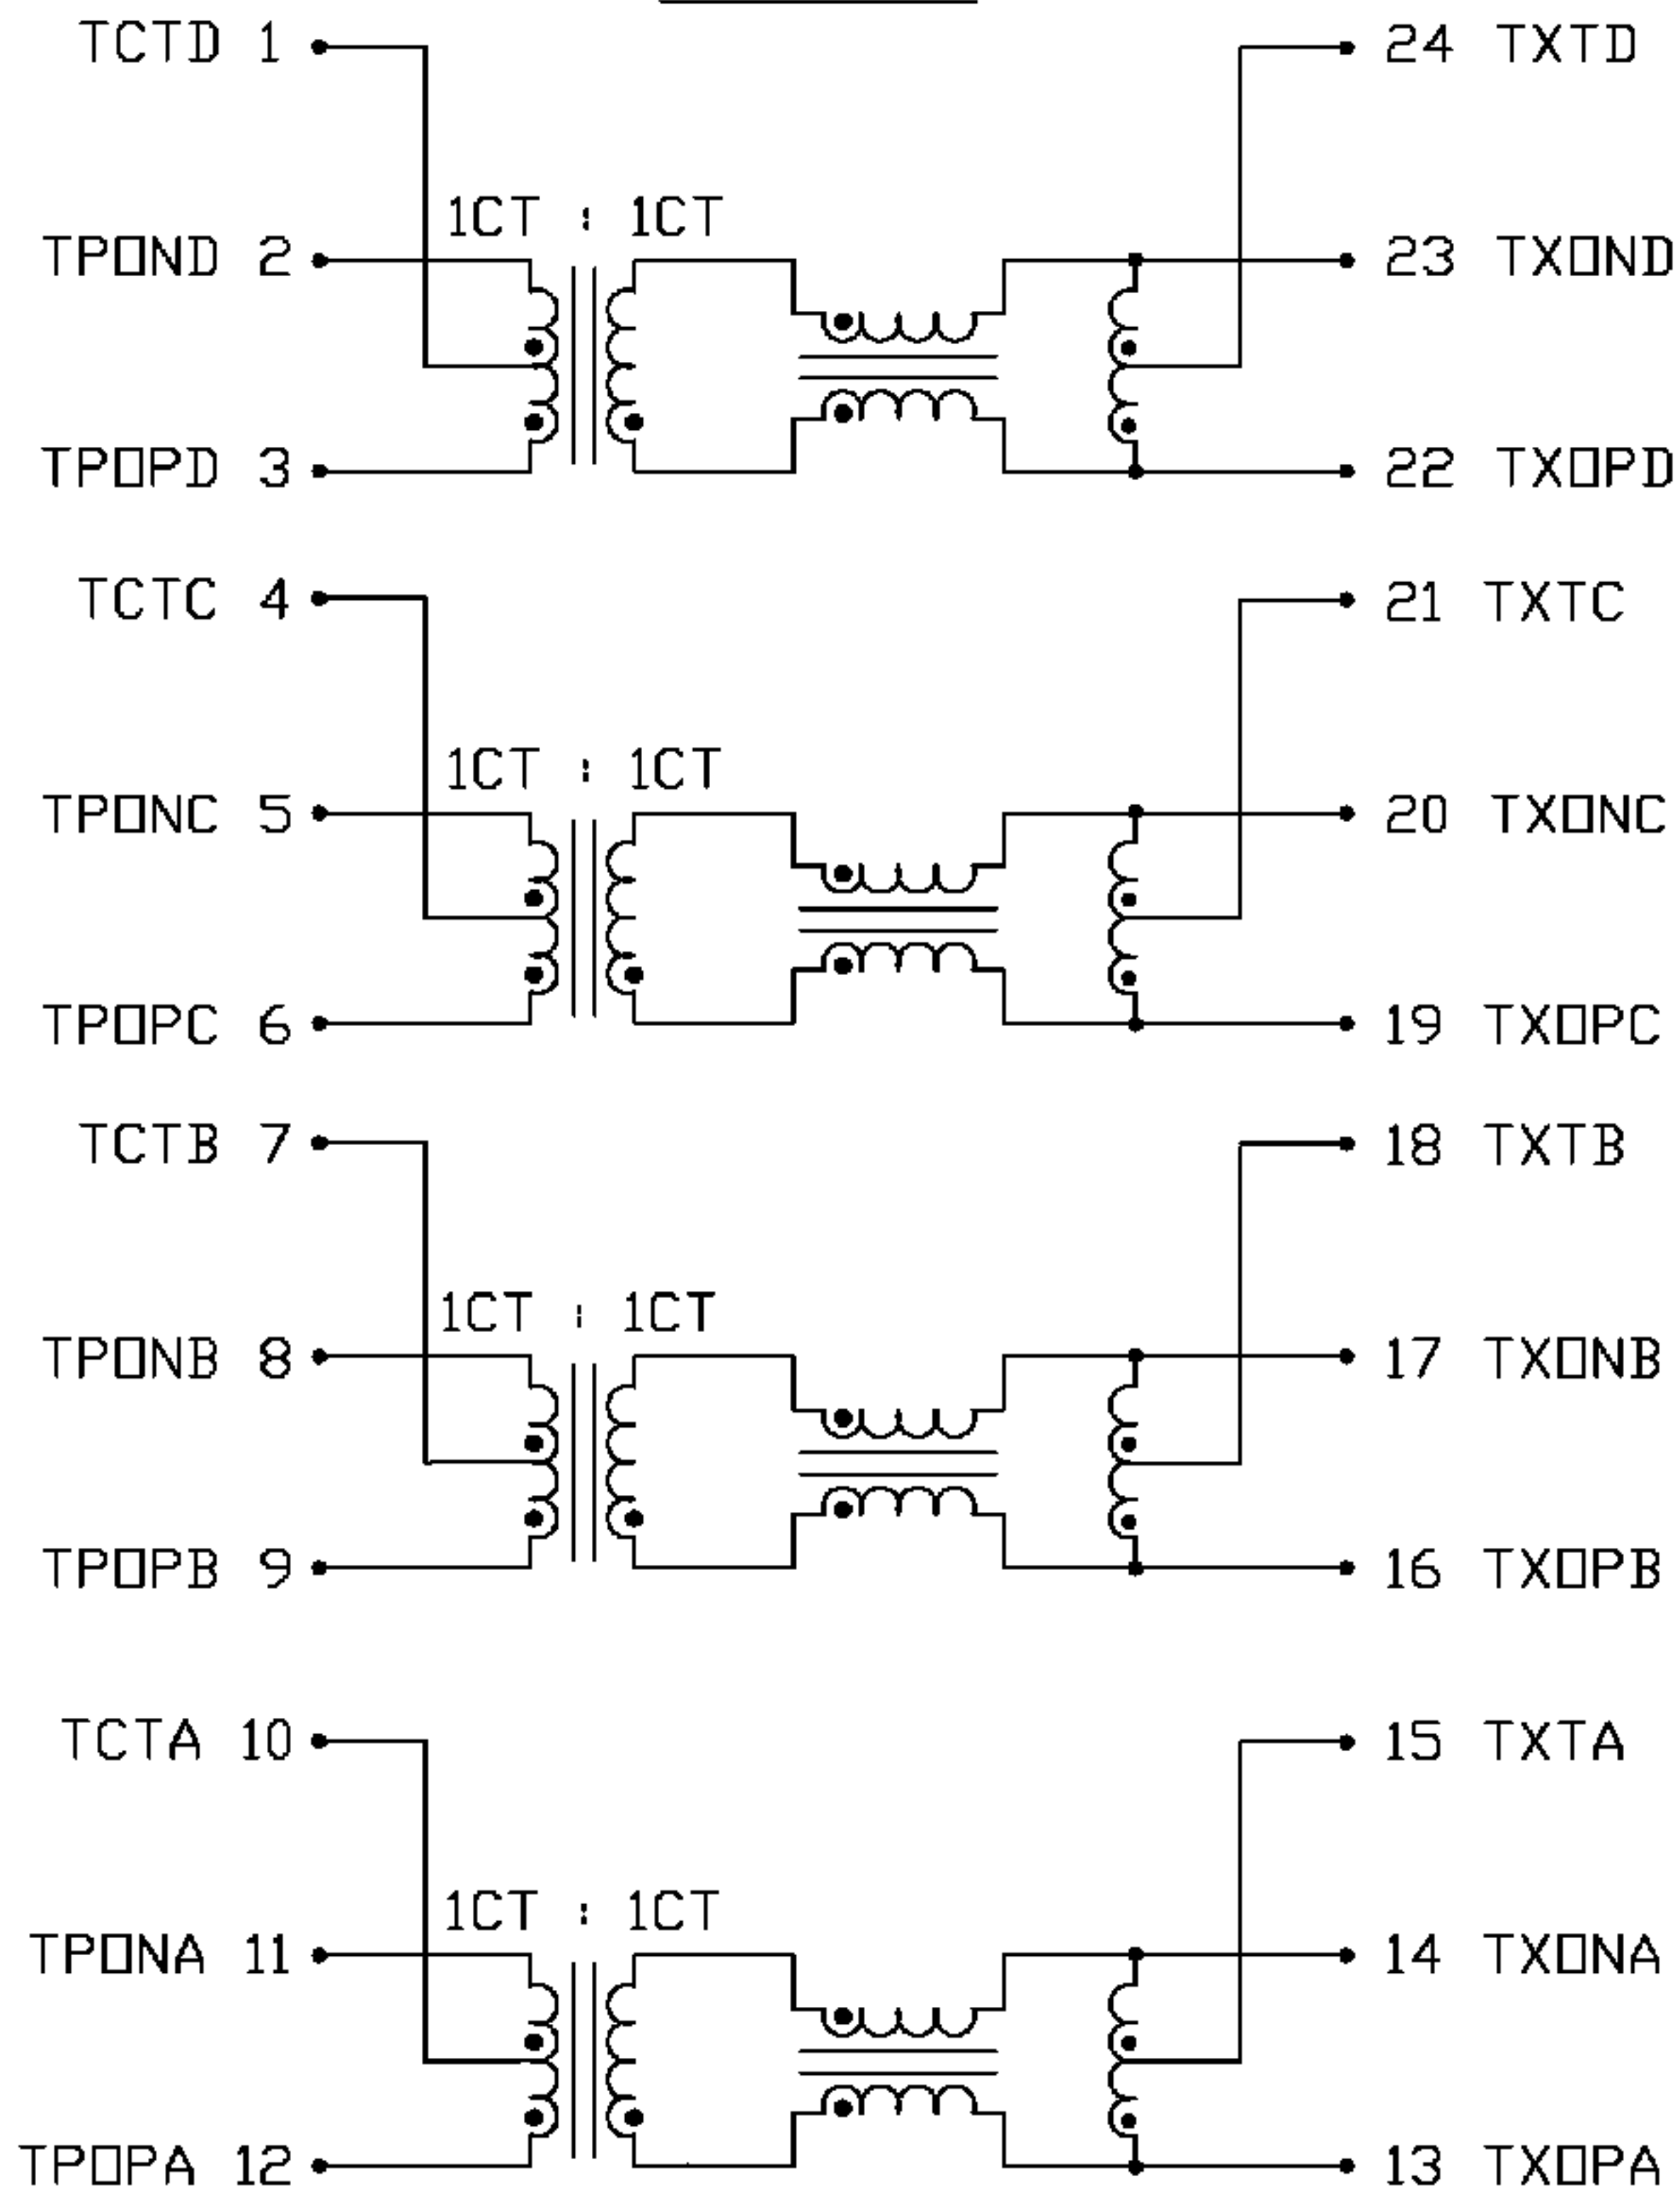 TCTD 1 24 TXTD
1CT : 1CT
TPOND 2 23 TXOND
TPOPD 3 22 TXOPD
TCTC 4 21 TXTC
1CT : 1CT
TPONC 5 20 TXONC
TPOPC 6 19 TXOPC
TCTB 7 18 TXTB
1CT : 1CT
TPONB 8 17 TXONB
TPOPB 9 16 TXOPB
TCTA 10 15 TXTA
1CT : 1CT
TPONA 11 14 TXONA
TPOPA 12 13 TXOPA